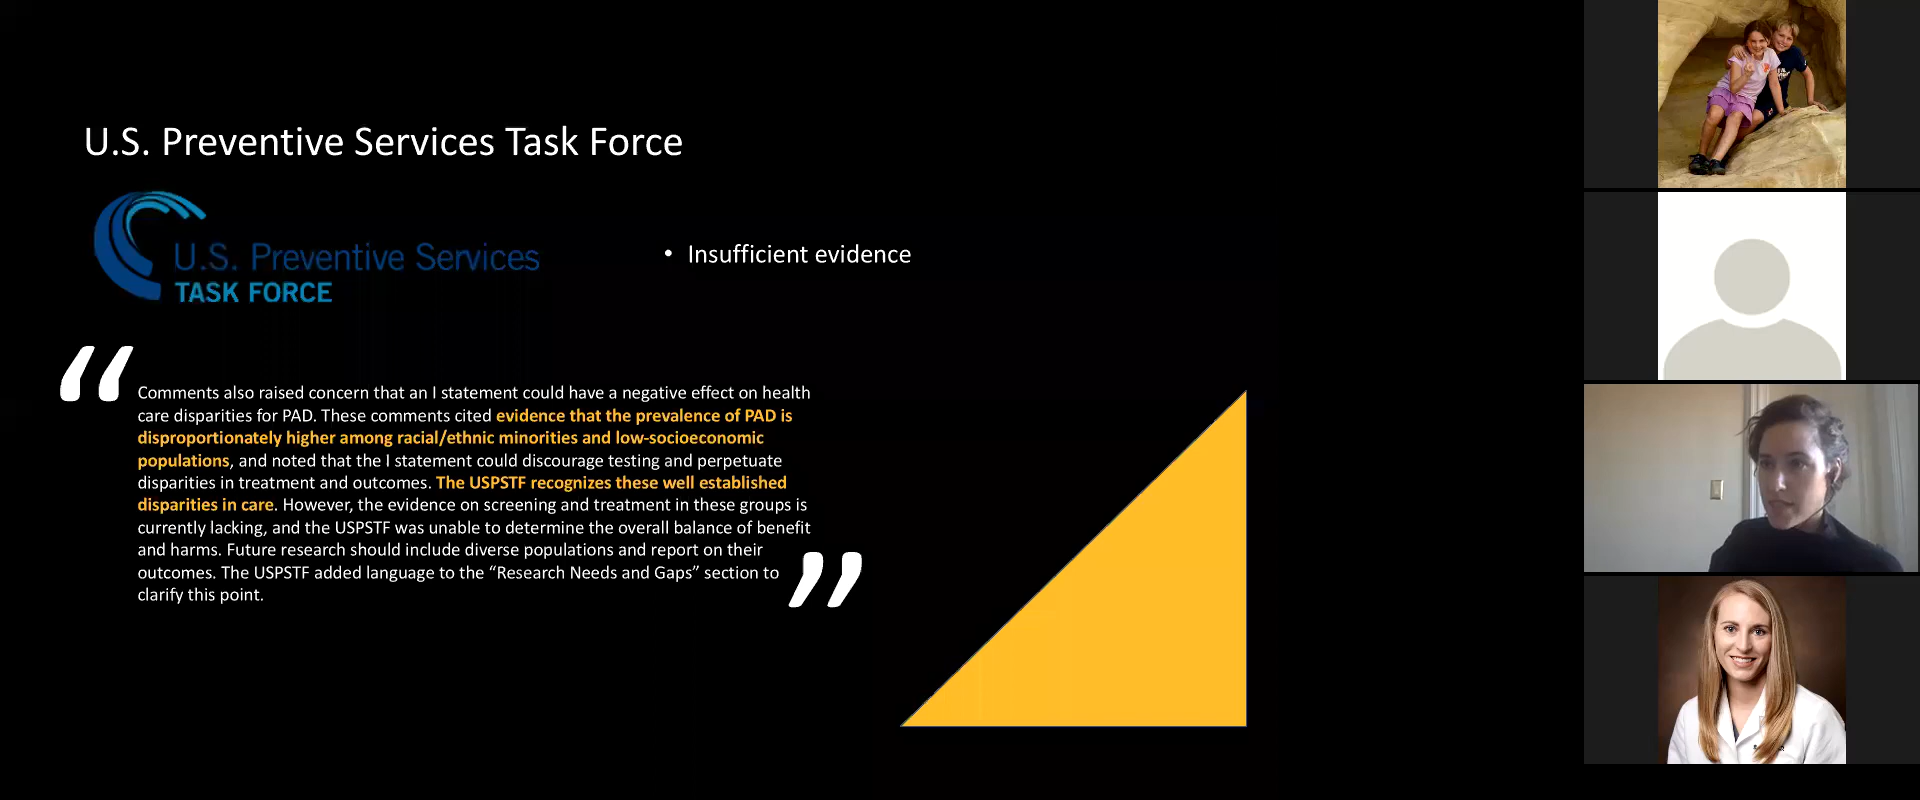 U.S. Preventive Services Task Force
U.S. Preventive Services
TASK FORCE
• Insufficient evidence
“
Comments also raised concern that an I statement could have a negative effect on health
care disparities for PAD. These comments cited evidence that the prevalence of PAD is
disproportionately higher among racial/ethnic minorities and low-socioeconomic
populations, and noted that the I statement could discourage testing and perpetuate
disparities in treatment and outcomes. The USPSTF recognizes these well established
disparities in care. However, the evidence on screening and treatment in these groups is
currently lacking, and the USPSTF was unable to determine the overall balance of benefit
and harms. Future research should include diverse populations and report on their
outcomes. The USPSTF added language to the “Research Needs and Gaps” section to
clarify this point.
”